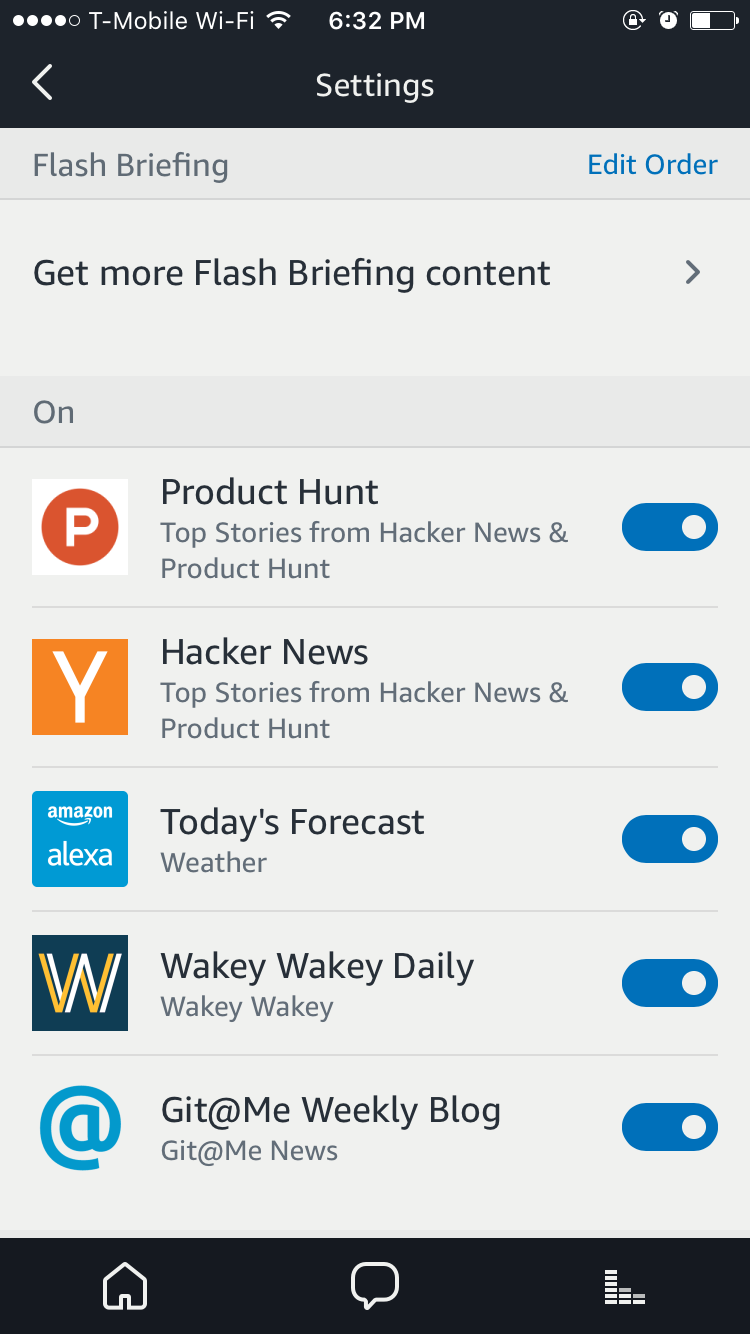 T-Mobile Wi-Fi 6:32 PM
Settings
Flash Briefing Edit Order
Get more Flash Briefing content
On
P
Product Hunt
Top Stories from Hacker News &
Product Hunt
Y
Hacker News
Top Stories from Hacker News &
Product Hunt
amazon
alexa
Today's Forecast
Weather
W
Wakey Wakey Daily
Wakey Wakey
@
Git@Me Weekly Blog
Git@Me News